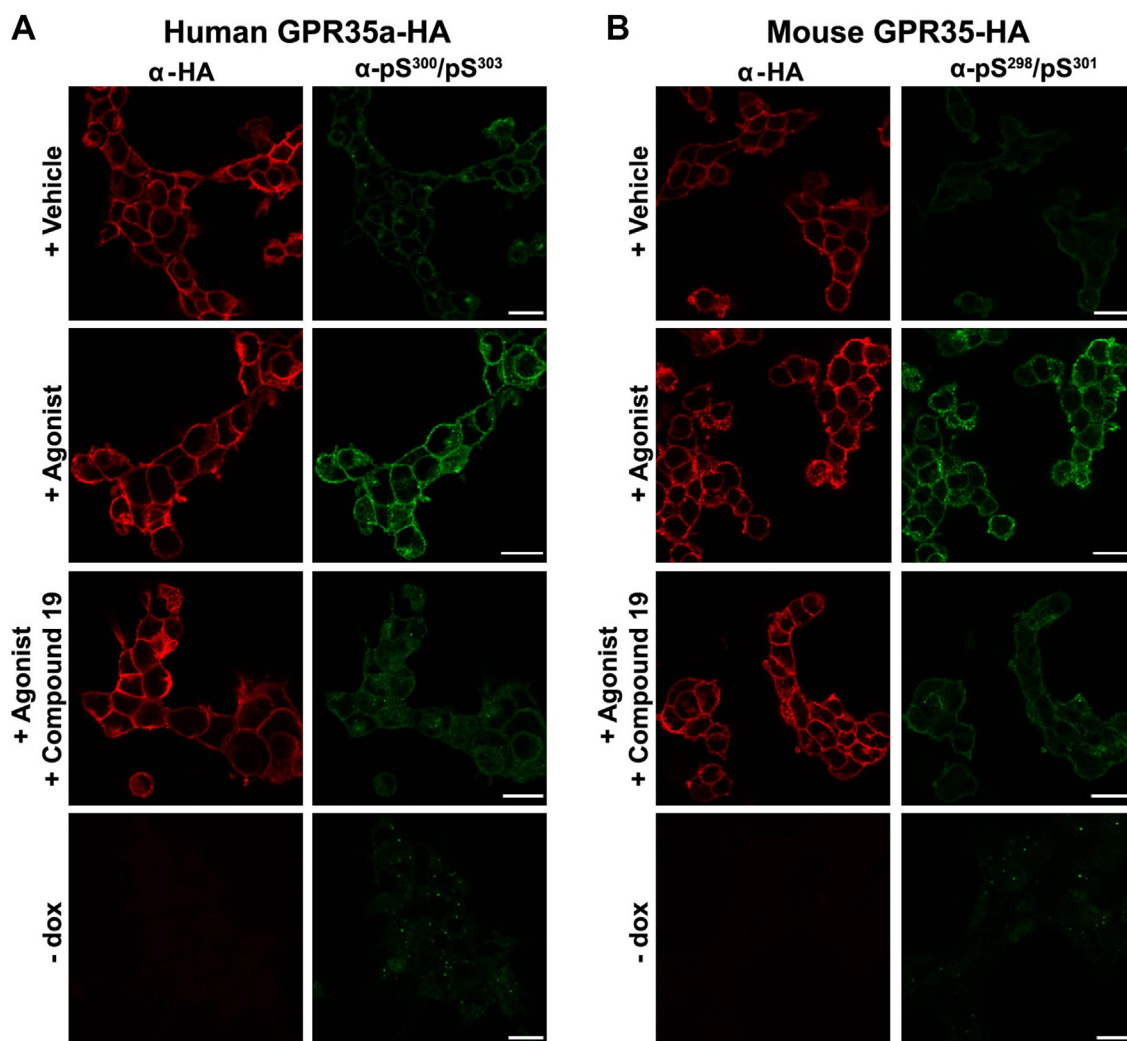 A
Human GPR35a-HA
α-HA
α-pS³⁰⁰/pS³⁰³
+ Vehicle
+ Agonist
+ Agonist
+ Compound 19
- dox
B
Mouse GPR35-HA
α-HA
α-pS²⁹⁸/pS³⁰¹
+ Vehicle
+ Agonist
+ Agonist
+ Compound 19
- dox